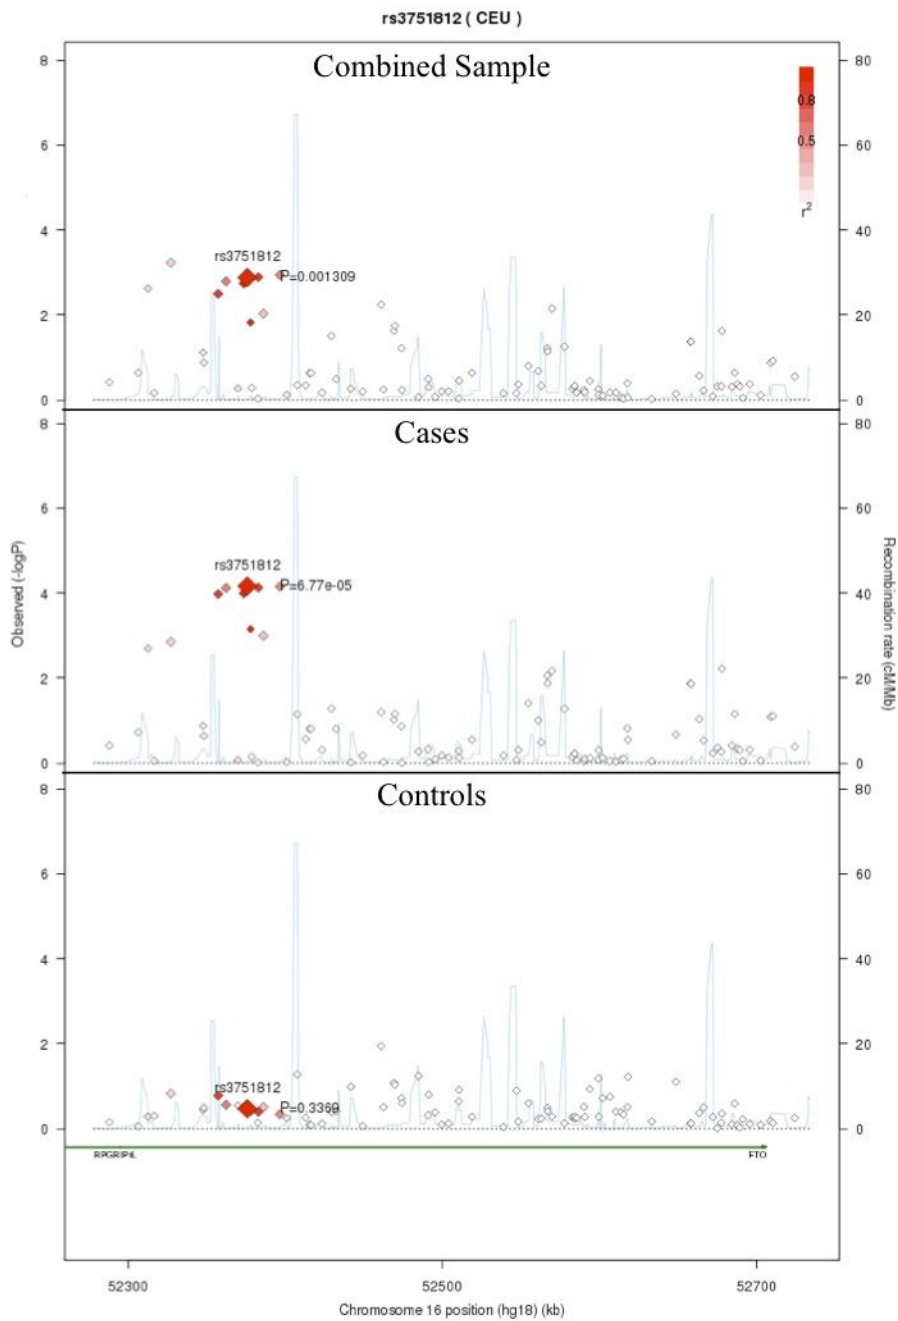 rs3751812 ( CEU )
Combined Sample
8
6
4
2
0
80
60
40
20
0
0.8
0.5
r2
rs3751812
P=0.001309
Cases
8
6
4
2
0
80
60
40
20
0
rs3751812
P=6.77e-05
Observed (-logP)
Recombination rate (cM/Mb)
Controls
8
6
4
2
0
80
60
40
20
0
rs3751812
P=0.3369
RPGRIP1L
FTO
52300
52500
52700
Chromosome 16 position (hg18) (kb)